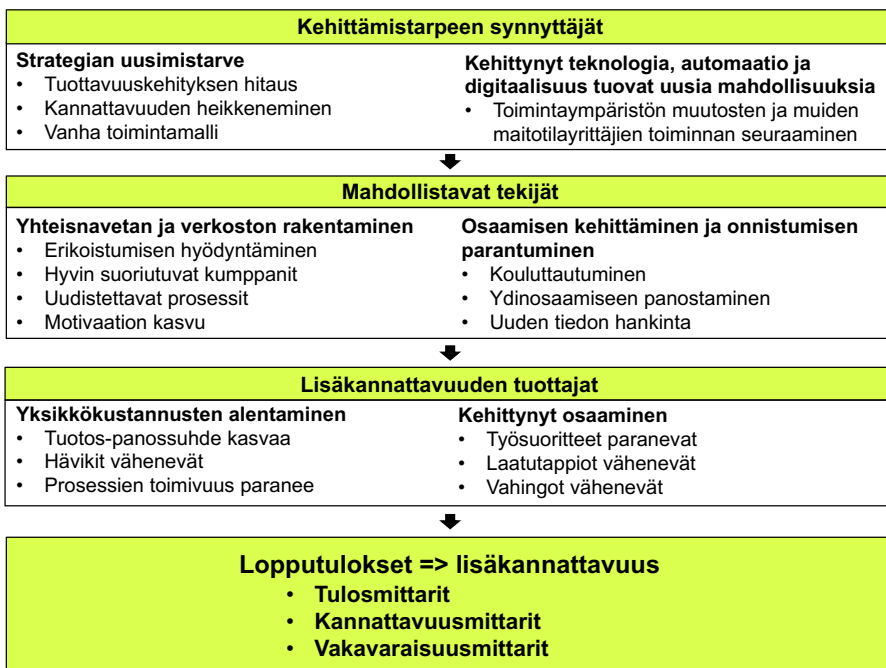 Kehittämistarpeen synnyttäjät
Strategian uusimistarve
• Tuottavuuskehityksen hitaus
• Kannattavuuden heikkeneminen
• Vanha toimintamalli
Kehittynyt teknologia, automaatio ja
digitaalisuus tuovat uusia mahdollisuuksia
• Toimintaympäristön muutosten ja muiden
maitotilayrittäjien toiminnan seuraaminen
Mahdollistavat tekijät
Yhteisnavetan ja verkoston rakentaminen
• Erikoistumisen hyödyntäminen
• Hyvin suoriutuvat kumppanit
• Uudistettavat prosessit
• Motivaation kasvu
Osaamisen kehittäminen ja onnistumisen
parantuminen
• Kouluttautuminen
• Ydinosaamiseen panostaminen
• Uuden tiedon hankinta
Lisäkannattavuuden tuottajat
Yksikkökustannusten alentaminen
• Tuotos-panossuhde kasvaa
• Hävikit vähenevät
• Prosessien toimivuus paranee
Kehittynyt osaaminen
• Työsuoritteet paranevat
• Laatutappiot vähenevät
• Vahingot vähenevät
Lopputulokset => lisäkannattavuus
• Tulosmittarit
• Kannattavuusmittarit
• Vakavaraisuusmittarit